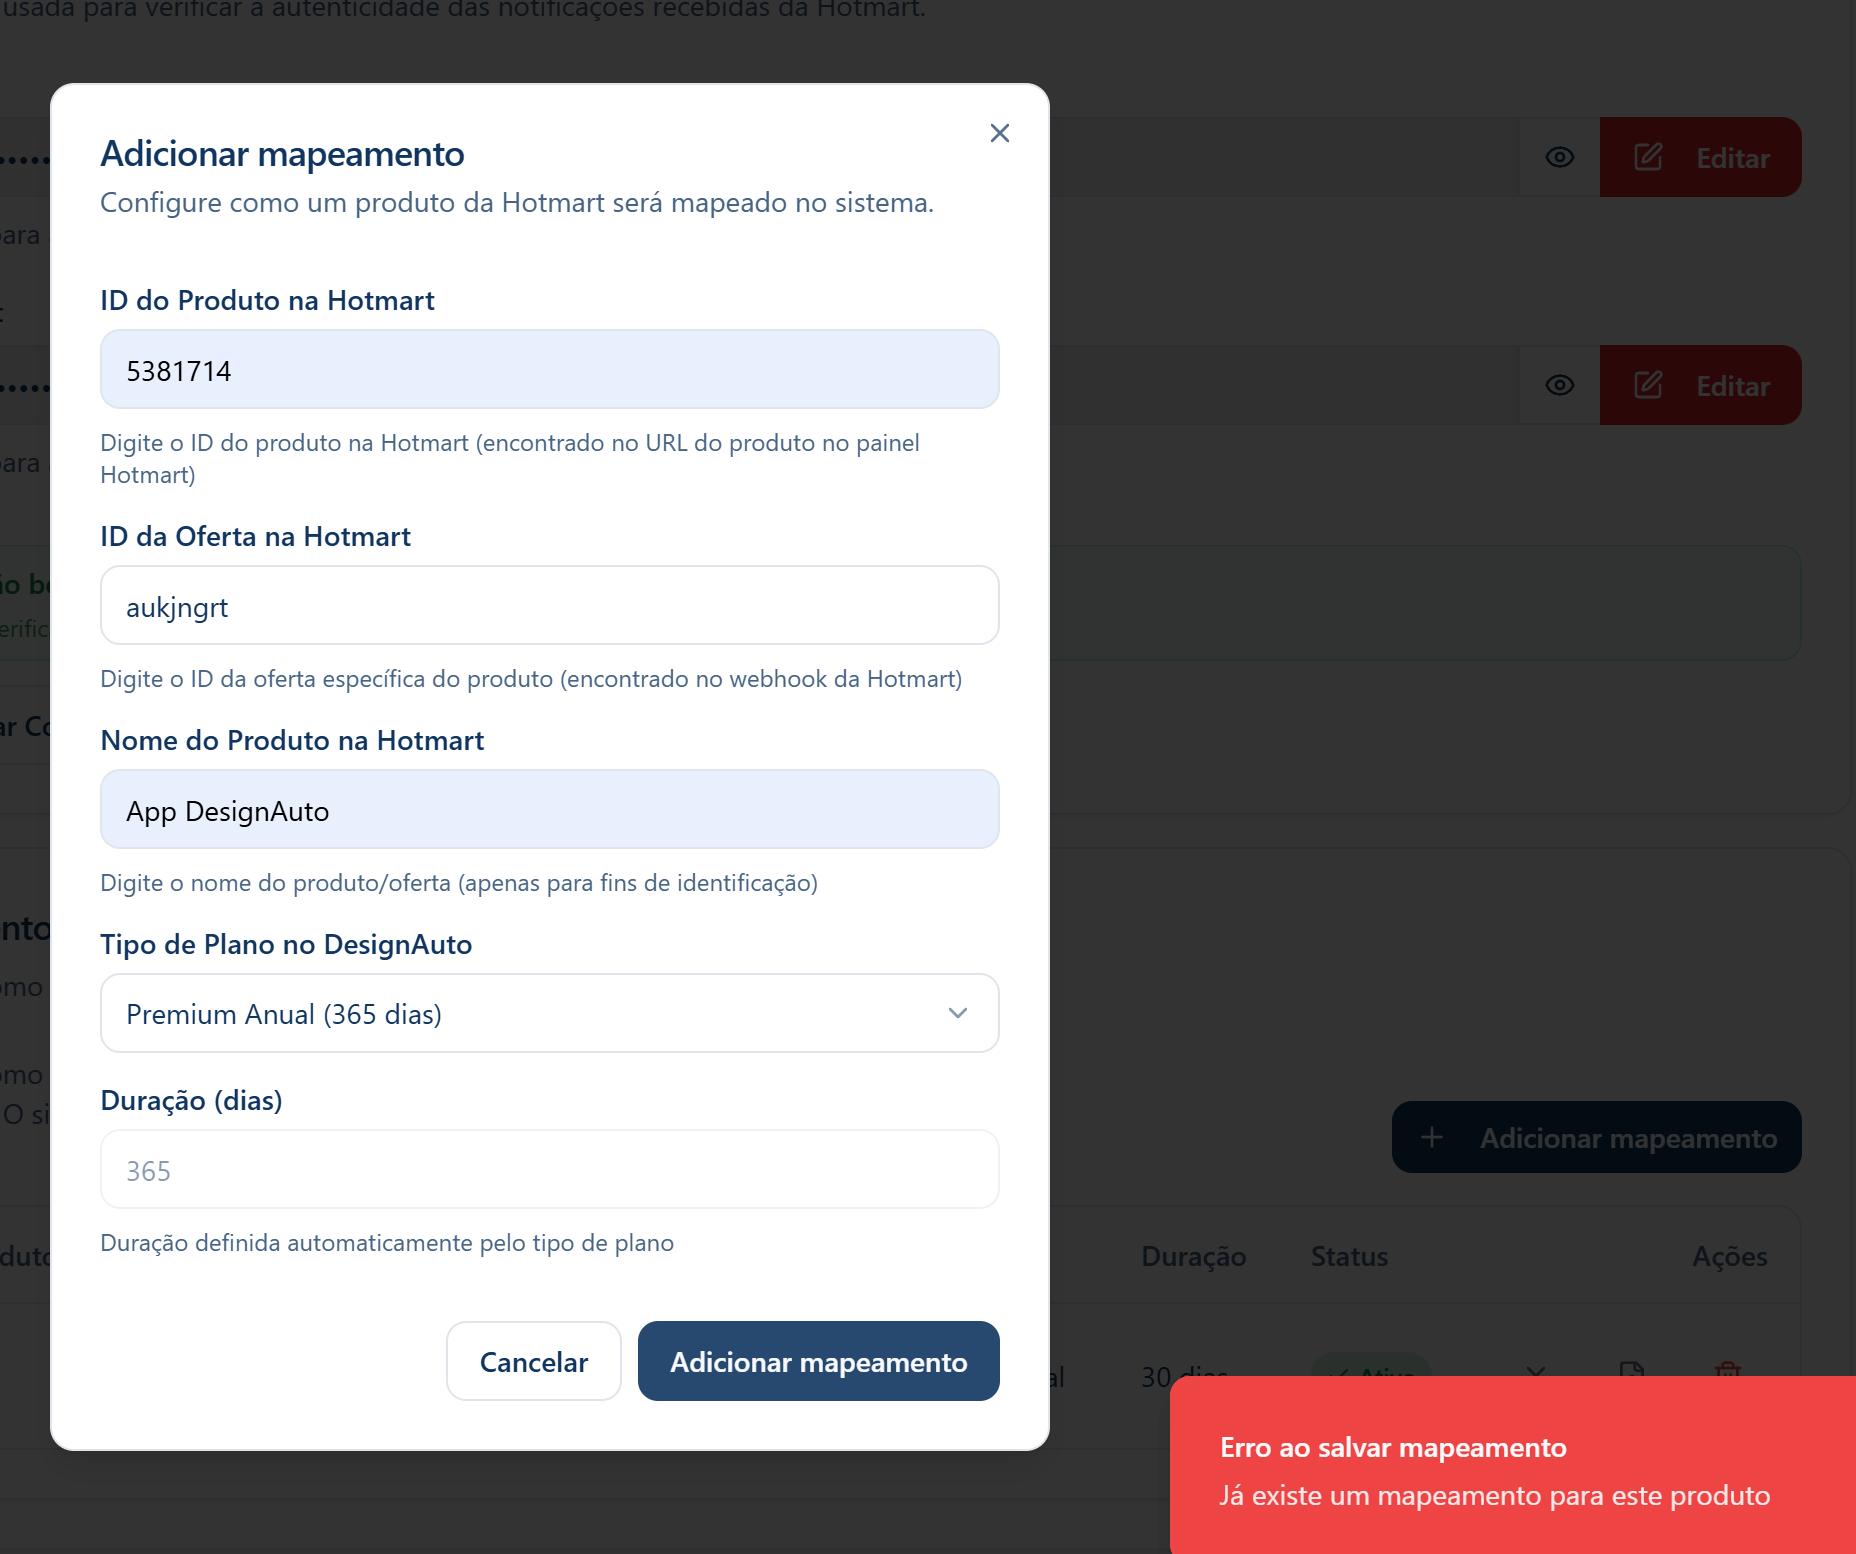 usada para verificar a autenticidade das notificações recebidas da Hotmart.
Adicionar mapeamento
Configure como um produto da Hotmart será mapeado no sistema.
ID do Produto na Hotmart
5381714
Digite o ID do produto na Hotmart (encontrado no URL do produto no painel
Hotmart)
ID da Oferta na Hotmart
aukjngrt
Digite o ID da oferta específica do produto (encontrado no webhook da Hotmart)
Nome do Produto na Hotmart
App DesignAuto
Digite o nome do produto/oferta (apenas para fins de identificação)
Tipo de Plano no DesignAuto
Premium Anual (365 dias)
Duração (dias)
365
Duração definida automaticamente pelo tipo de plano
Cancelar
Adicionar mapeamento
Editar
Editar
Adicionar mapeamento
Duração Status Ações
30 dias Ativo
Erro ao salvar mapeamento
Já existe um mapeamento para este produto